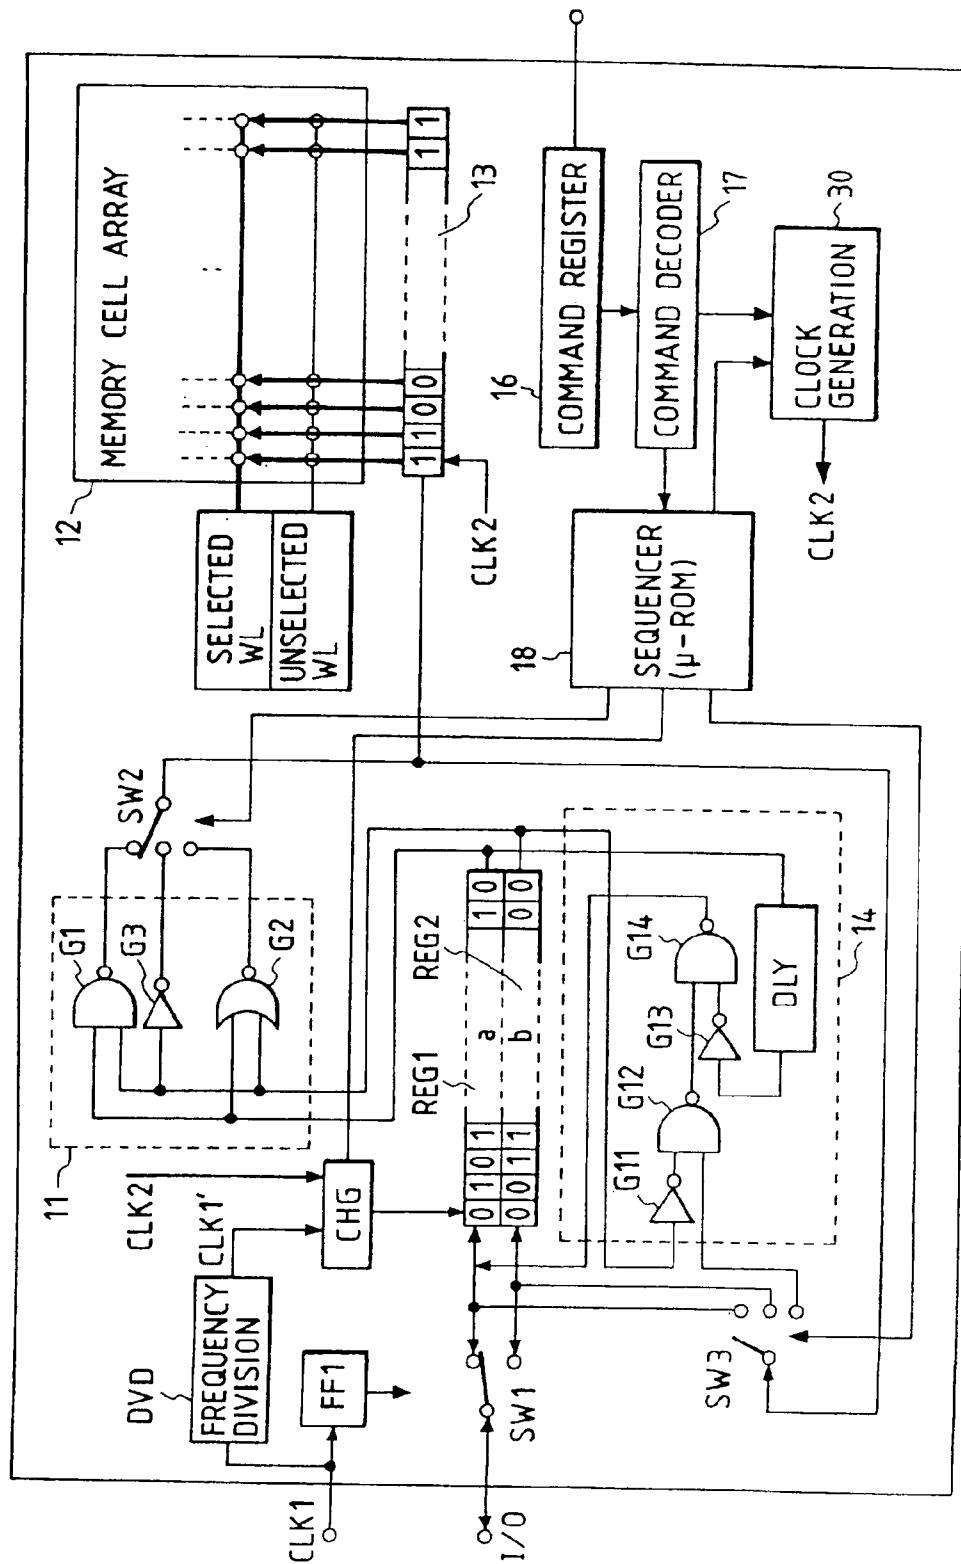 CLK1
I/O
DVD
FREQUENCY
DIVISION
CLK1'
CLK2
FF1
CHG
SW1
SW3
11
G1
G3
G2
SW2
REG1
REG2
0 1 0 1
a
1 0
0 0 1 1
b
0 0
G11
G12
G13
G14
DLY
14
12
MEMORY CELL ARRAY
SELECTED
WL
UNSELECTED
WL
1 1 0 0
1 1
13
CLK2
16
COMMAND REGISTER
COMMAND DECODER
17
18
SEQUENCER
(μ-ROM)
CLOCK
GENERATION
30
CLK2